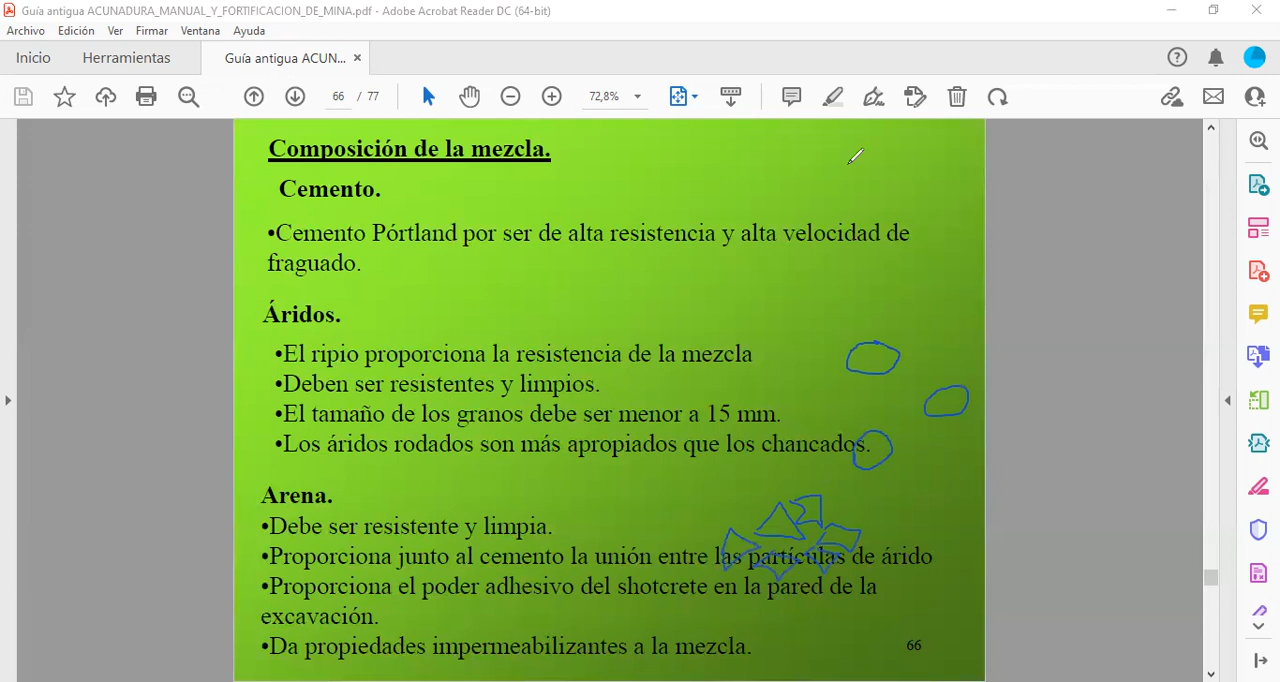 Guía antigua ACUNADURA_MANUAL_Y_FORTIFICACION_DE_MINA.pdf - Adobe Acrobat Reader DC (64-bit)
Archivo Edición Ver Firmar Ventana Ayuda
Inicio Herramientas Guía antigua ACUN... ×
66 / 77 72,8%
Composición de la mezcla.
Cemento.
•Cemento Pórtland por ser de alta resistencia y alta velocidad de
fraguado.
Áridos.
•El ripio proporciona la resistencia de la mezcla
•Deben ser resistentes y limpios.
•El tamaño de los granos debe ser menor a 15 mm.
•Los áridos rodados son más apropiados que los chancados.
Arena.
•Debe ser resistente y limpia.
•Proporciona junto al cemento la unión entre las partículas de árido
•Proporciona el poder adhesivo del shotcrete en la pared de la
excavación.
•Da propiedades impermeabilizantes a la mezcla.
66